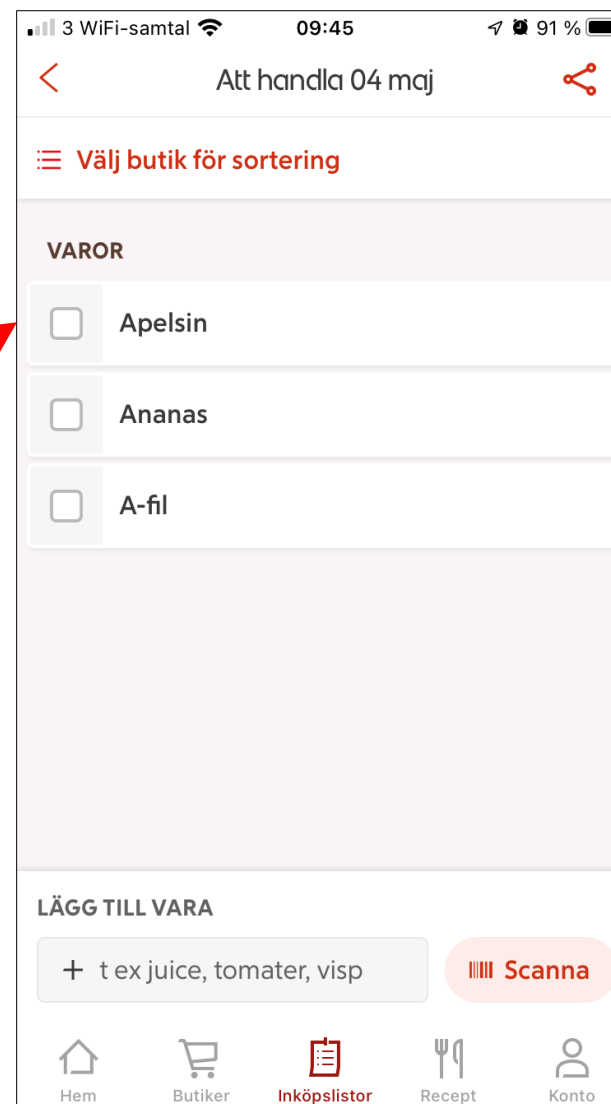 3 WiFi-samtal 09:45 91 %
Att handla 04 maj
Välj butik för sortering
VAROR
Apelsin
Ananas
A-fil
LÄGG TILL VARA
+ t ex juice, tomater, visp Scanna
Hem Butiker Inköpslistor Recept Konto